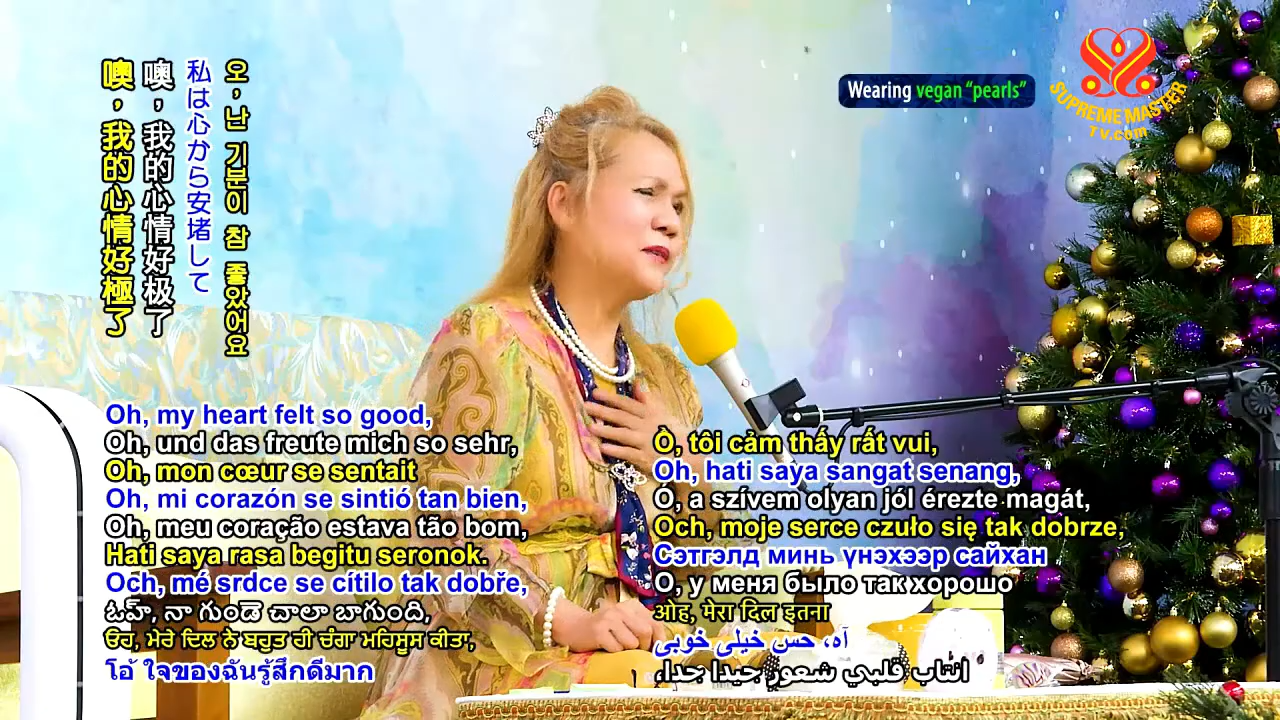 Wearing vegan “pearls”
SUPREME MASTER
TV.com
噢，我的心情好極了
噢，我的心情好极了
私は心から安堵して
오, 난 기분이 참 좋았어요
Oh, my heart felt so good,
Oh, und das freute mich so sehr,
Oh, mon cœur se sentait
Oh, mi corazón se sintió tan bien,
Oh, meu coração estava tão bom,
Hati saya rasa begitu seronok.
Och, mé srdce se cítilo tak dobře,
ఓహ్, నా గుండె చాలా బాగుంది,
ਓਹ, ਮੇਰੇ ਦਿਲ ਨੇ ਬਹੁਤ ਹੀ ਚੰਗਾ ਮਹਿਸੂਸ ਕੀਤਾ,
โอ้ ใจของฉันรู้สึกดีมาก
Ồ, tôi cảm thấy rất vui,
Oh, hati saya sangat senang,
Ó, a szívem olyan jól érezte magát,
Och, moje serce czuło się tak dobrze,
Сэтгэлд минь үнэхээр сайхан
О, у меня было так хорошо
ओह, मेरा दिल इतना
آه، حس خیلی خوبی
انتاب قلبي شعور جيدا جدا،